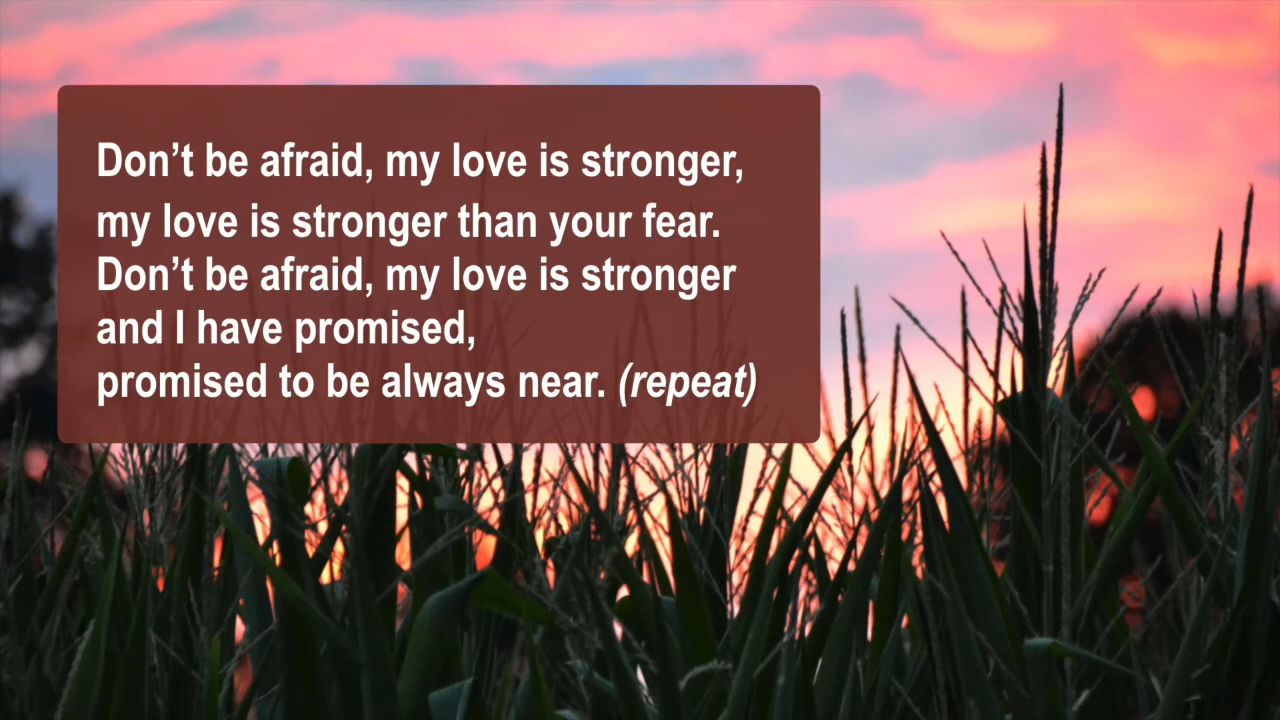 Don’t be afraid, my love is stronger,
my love is stronger than your fear.
Don’t be afraid, my love is stronger
and I have promised,
promised to be always near. (repeat)